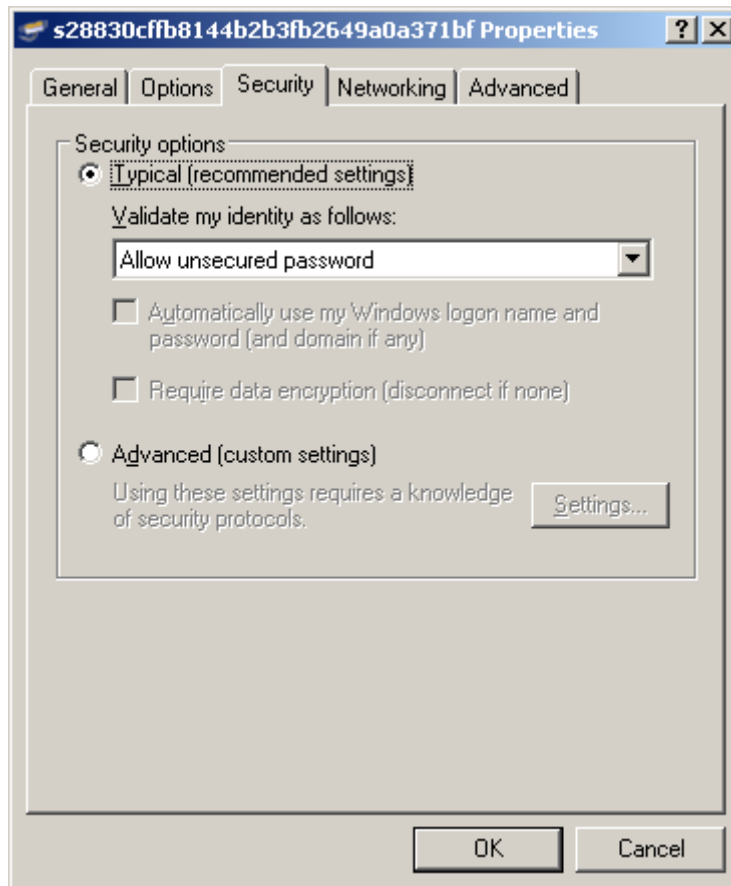 s28830cffb8144b2b3fb2649a0a371bf Properties
General Options Security Networking Advanced
Security options
Typical (recommended settings)
Validate my identity as follows:
Allow unsecured password
Automatically use my Windows logon name and
password (and domain if any)
Require data encryption (disconnect if none)
Advanced (custom settings)
Using these settings requires a knowledge
of security protocols.
Settings...
OK Cancel